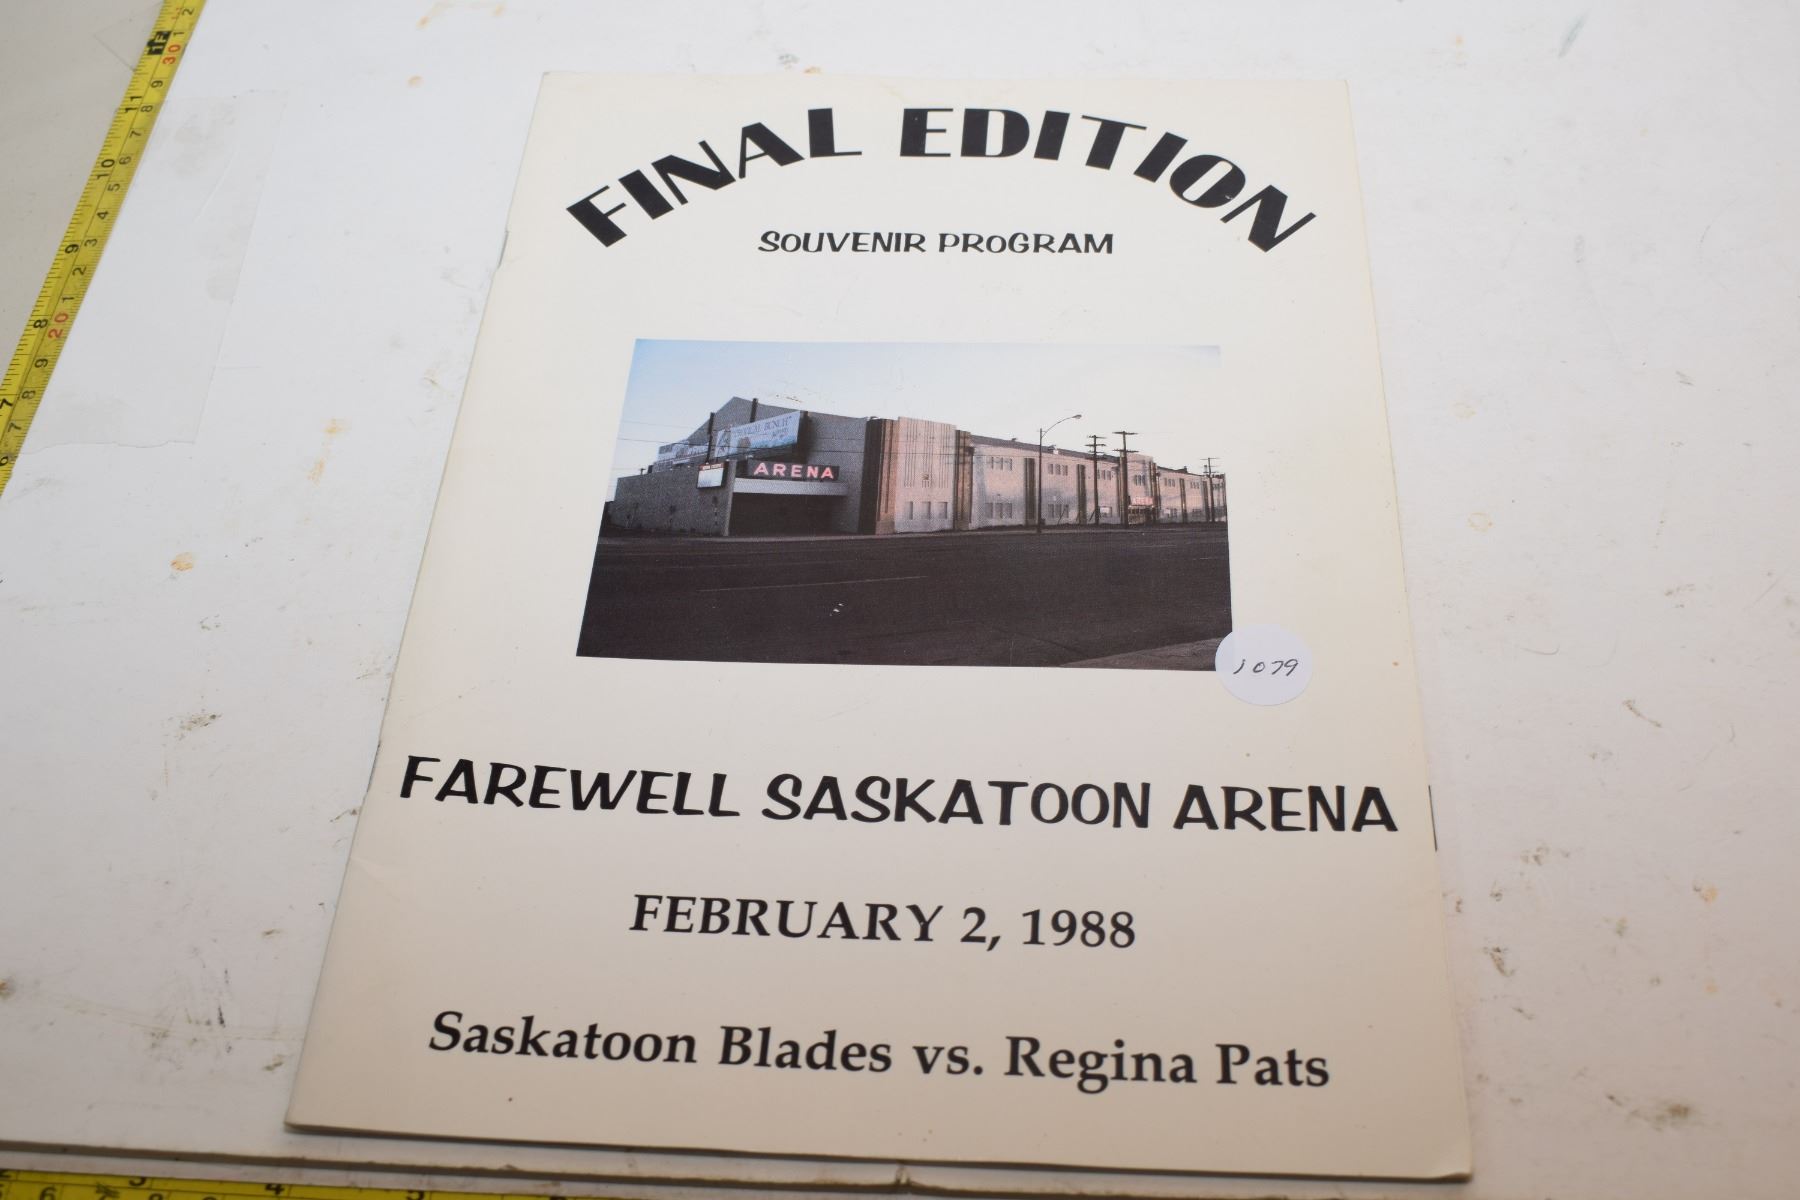 FINAL EDITION
SOUVENIR PROGRAM
ARENA
1079
FAREWELL SASKATOON ARENA
FEBRUARY 2, 1988
Saskatoon Blades vs. Regina Pats